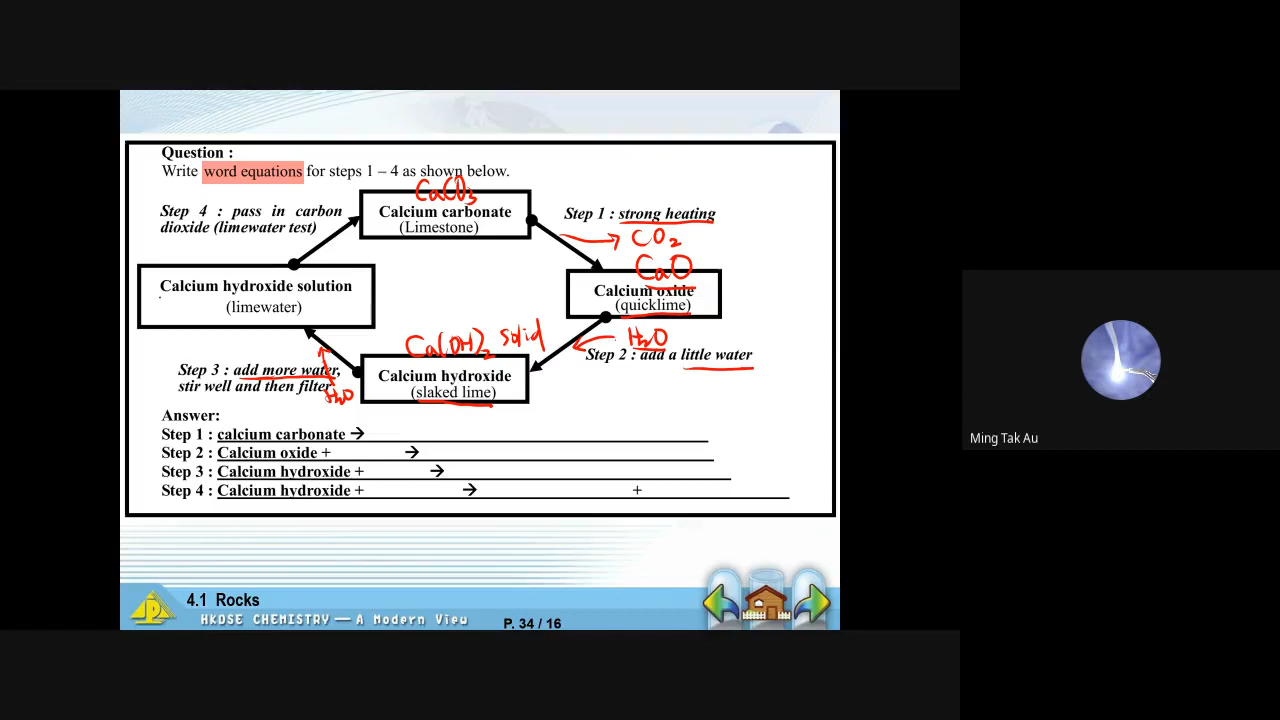 Question :
Write word equations for steps 1 – 4 as shown below.
CaCO3
Step 4 : pass in carbon
dioxide (limewater test)
Calcium carbonate
(Limestone)
Step 1 : strong heating
CO2
CaO
Calcium hydroxide solution
(limewater)
Calcium oxide
(quicklime)
Ca(OH)2 solid
H2O
Step 2 : add a little water
Step 3 : add more water,
stir well and then filter
H2O
Calcium hydroxide
(slaked lime)
Answer:
Step 1 : calcium carbonate →
Step 2 : Calcium oxide + →
Step 3 : Calcium hydroxide + →
Step 4 : Calcium hydroxide + → +
4.1 Rocks
HKDSE CHEMISTRY — A Modern View
P. 34 / 16
Ming Tak Au